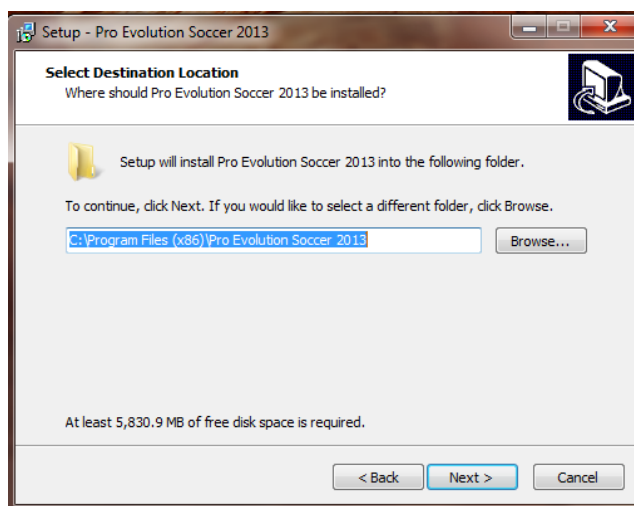 Setup - Pro Evolution Soccer 2013
Select Destination Location
Where should Pro Evolution Soccer 2013 be installed?
Setup will install Pro Evolution Soccer 2013 into the following folder.
To continue, click Next. If you would like to select a different folder, click Browse.
C:\Program Files (x86)\Pro Evolution Soccer 2013
Browse...
At least 5,830.9 MB of free disk space is required.
< Back
Next >
Cancel